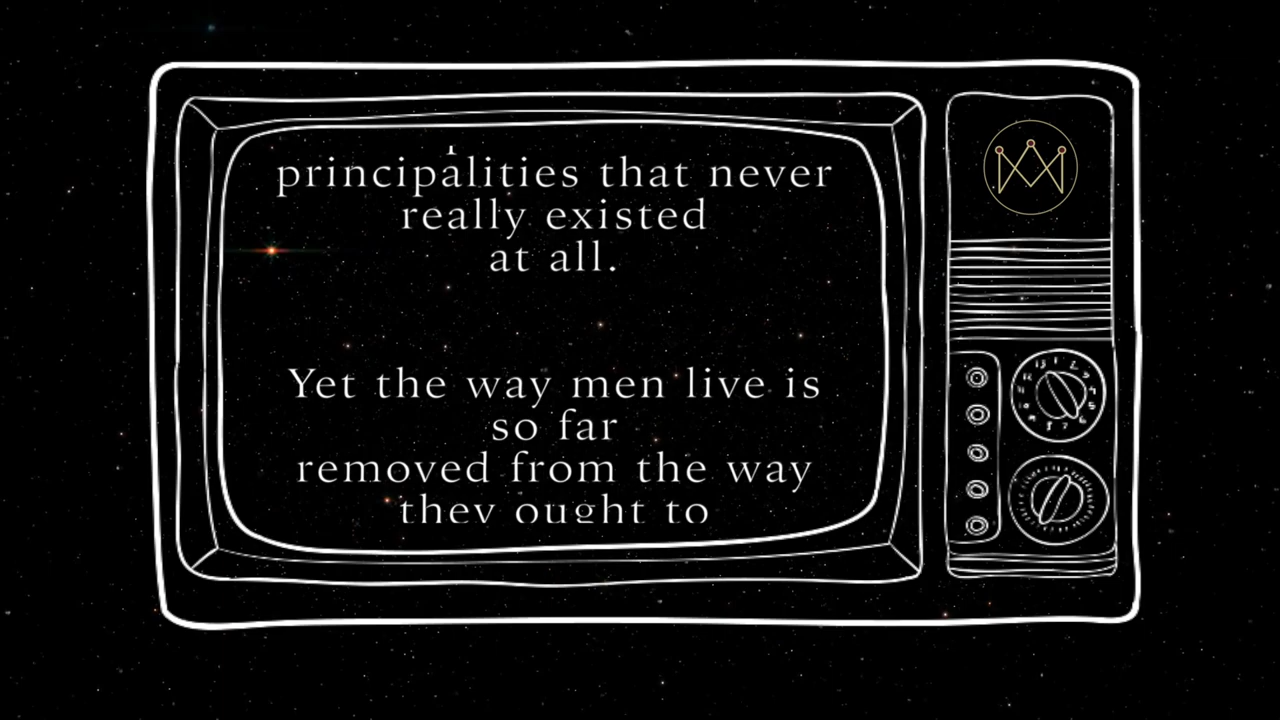 principalities that never
really existed
at all.
Yet the way men live is
so far
removed from the way
they ought to